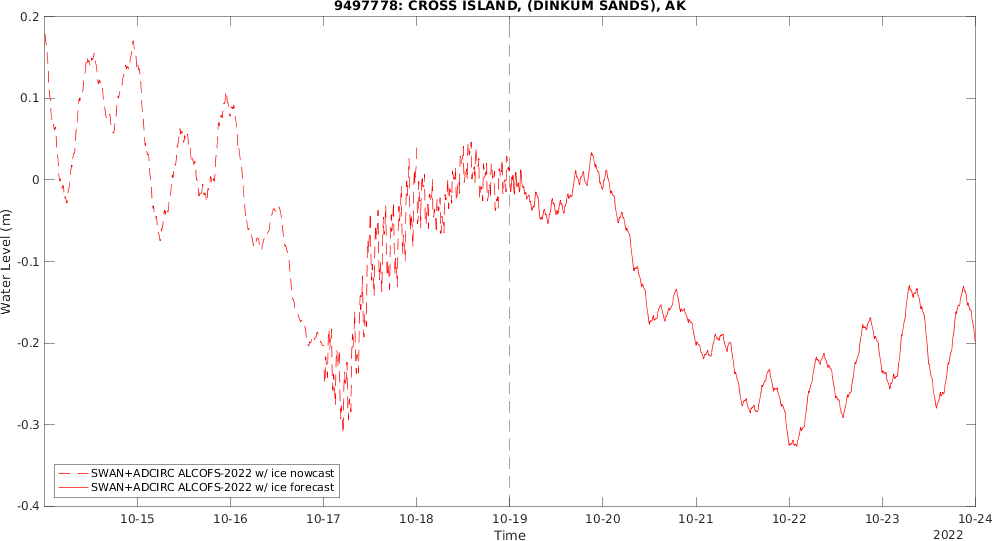 9497778: CROSS ISLAND, (DINKUM SANDS), AK
0.2
0.1
0
-0.1
-0.2
-0.3
-0.4
Water Level (m)
SWAN+ADCIRC ALCOFS-2022 w/ ice nowcast
SWAN+ADCIRC ALCOFS-2022 w/ ice forecast
10-15 10-16 10-17 10-18 10-19 10-20 10-21 10-22 10-23 10-24
Time
2022